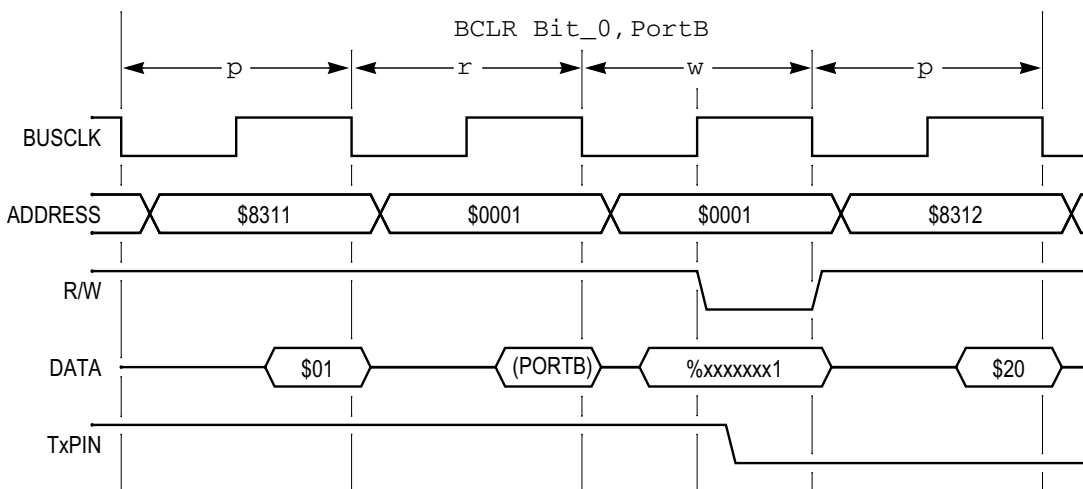 BCLR Bit_0,PortB
p r w p
BUSCLK
ADDRESS $8311 $0001 $0001 $8312
R/W
DATA $01 (PORTB) %xxxxxxx1 $20
TxPIN